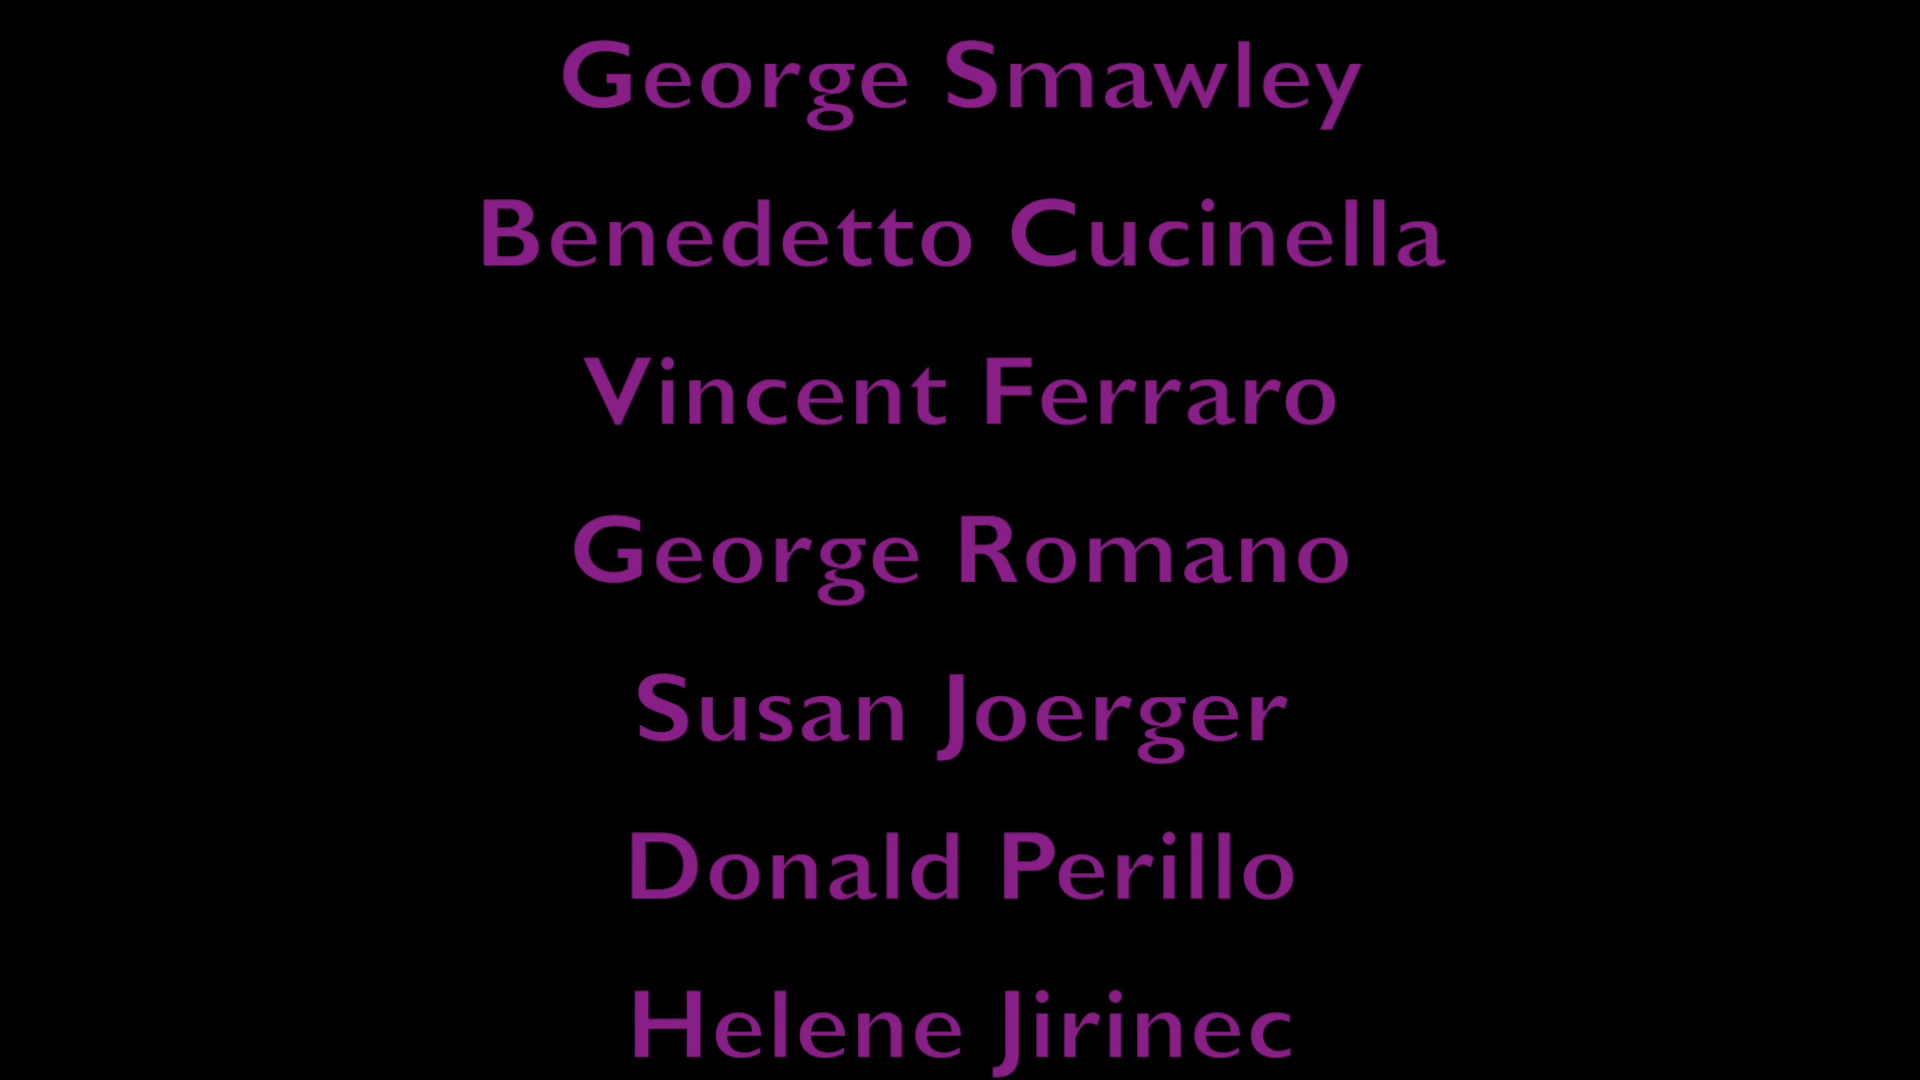 George Smawley
Benedetto Cucinella
Vincent Ferraro
George Romano
Susan Joerger
Donald Perillo
Helene Jirinec